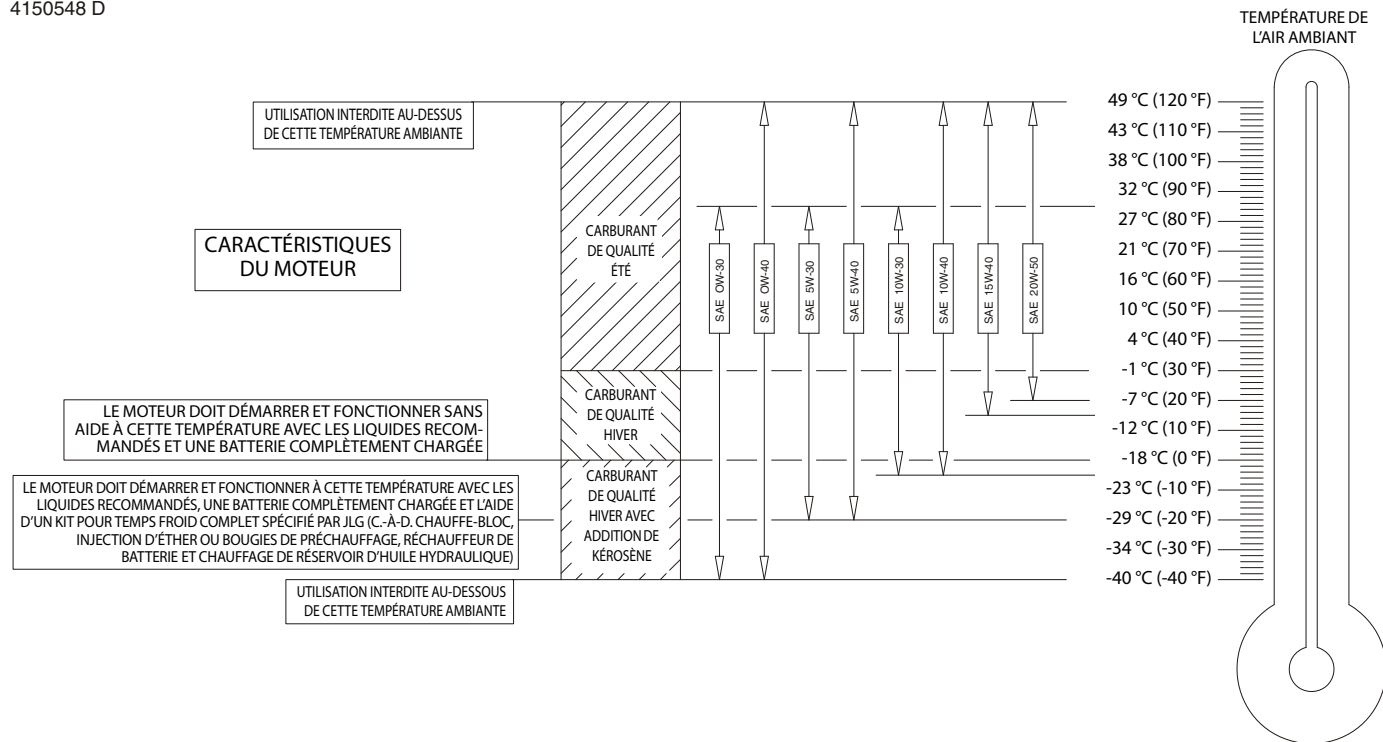 4150548 D
TEMPÉRATURE DE
L'AIR AMBIANT
UTILISATION INTERDITE AU-DESSUS
DE CETTE TEMPÉRATURE AMBIANTE
CARACTÉRISTIQUES
DU MOTEUR
LE MOTEUR DOIT DÉMARRER ET FONCTIONNER SANS
AIDE À CETTE TEMPÉRATURE AVEC LES LIQUIDES RECOM-
MANDÉS ET UNE BATTERIE COMPLÈTEMENT CHARGÉE
LE MOTEUR DOIT DÉMARRER ET FONCTIONNER À CETTE TEMPÉRATURE AVEC LES
LIQUIDES RECOMMANDÉS, UNE BATTERIE COMPLÈTEMENT CHARGÉE ET L'AIDE
D'UN KIT POUR TEMPS FROID COMPLET SPÉCIFIÉ PAR JLG (C.-À-D. CHAUFFE-BLOC,
INJECTION D'ÉTHER OU BOUGIES DE PRÉCHAUFFAGE, RÉCHAUFFEUR DE
BATTERIE ET CHAUFFAGE DE RÉSERVOIR D'HUILE HYDRAULIQUE)
UTILISATION INTERDITE AU-DESSOUS
DE CETTE TEMPÉRATURE AMBIANTE
CARBURANT
DE QUALITÉ
ÉTÉ
CARBURANT
DE QUALITÉ
HIVER
CARBURANT
DE QUALITÉ
HIVER AVEC
ADDITION DE
KÉROSÈNE
SAE 0W-30
SAE 0W-40
SAE 5W-30
SAE 5W-40
SAE 10W-30
SAE 10W-40
SAE 15W-40
SAE 20W-50
49 °C (120 °F)
43 °C (110 °F)
38 °C (100 °F)
32 °C (90 °F)
27 °C (80 °F)
21 °C (70 °F)
16 °C (60 °F)
10 °C (50 °F)
4 °C (40 °F)
-1 °C (30 °F)
-7 °C (20 °F)
-12 °C (10 °F)
-18 °C (0 °F)
-23 °C (-10 °F)
-29 °C (-20 °F)
-34 °C (-30 °F)
-40 °C (-40 °F)